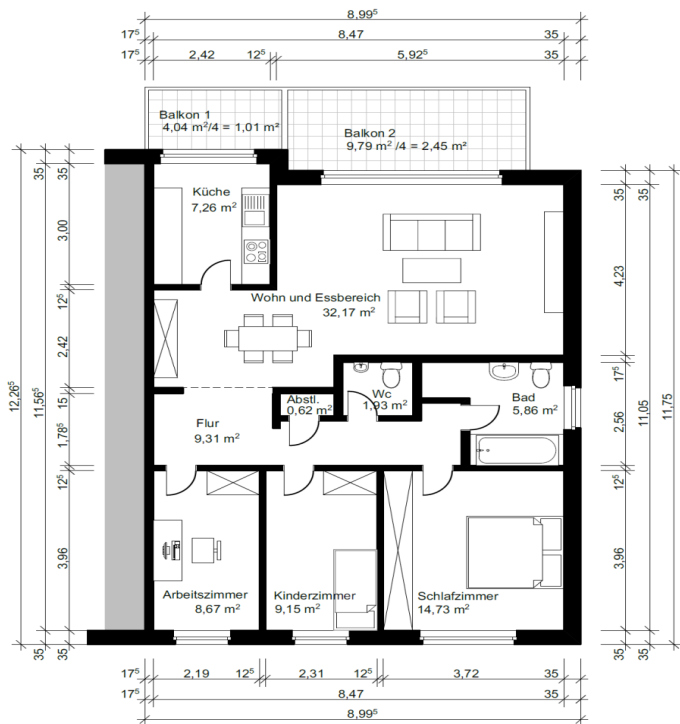 8,99⁵
17⁵ 8,47 35
17⁵ 2,42 12⁵ 5,92⁵ 35
Balkon 1
4,04 m²/4 = 1,01 m²
Balkon 2
9,79 m² /4 = 2,45 m²
Küche
7,26 m²
Wohn und Essbereich
32,17 m²
Abstl.
0,62 m²
Wc
1,93 m²
Bad
5,86 m²
Flur
9,31 m²
Arbeitszimmer
8,67 m²
Kinderzimmer
9,15 m²
Schlafzimmer
14,73 m²
12,26⁵
35 11,56⁵ 35
35 3,00 12⁵ 2,42 15 1,78⁵ 12⁵ 3,96 35
35 4,23 17⁵ 2,56 12⁵ 3,96 35
35 11,05 35
11,75
17⁵ 2,19 12⁵ 2,31 12⁵ 3,72 35
17⁵ 8,47 35
8,99⁵